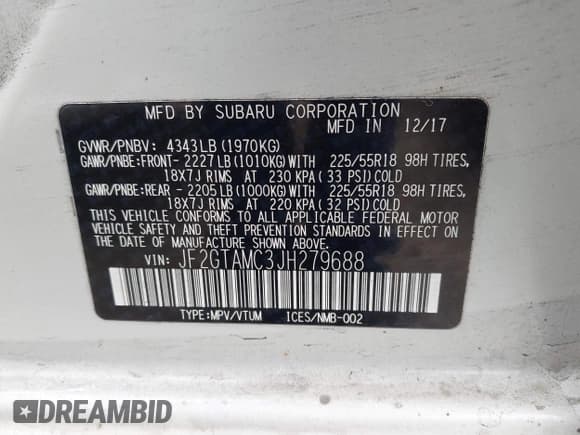 MFD BY SUBARU CORPORATION
MFD IN 12/17
GVWR/PNBV: 4343LB(1970KG)
GAWR/PNBE:FRONT- 2227LB(1010KG)WITH 225/55R18 98H TIRES,
18X7J RIMS AT 230 KPA( 33 PSI)COLD
GAWR/PNBE:REAR - 2205LB(1000KG)WITH 225/55R18 98H TIRES,
18X7J RIMS AT 220 KPA( 32 PSI)COLD
THIS VEHICLE CONFORMS TO ALL APPLICABLE FEDERAL MOTOR
VEHICLE SAFETY AND THEFT PREVENTION STANDARDS IN EFFECT
ON THE DATE OF MANUFACTURE SHOWN ABOVE.
VIN: JF2GTAMC3JH279688
TYPE:MPV/VTUM ICES/NMB-002
DREAMBID